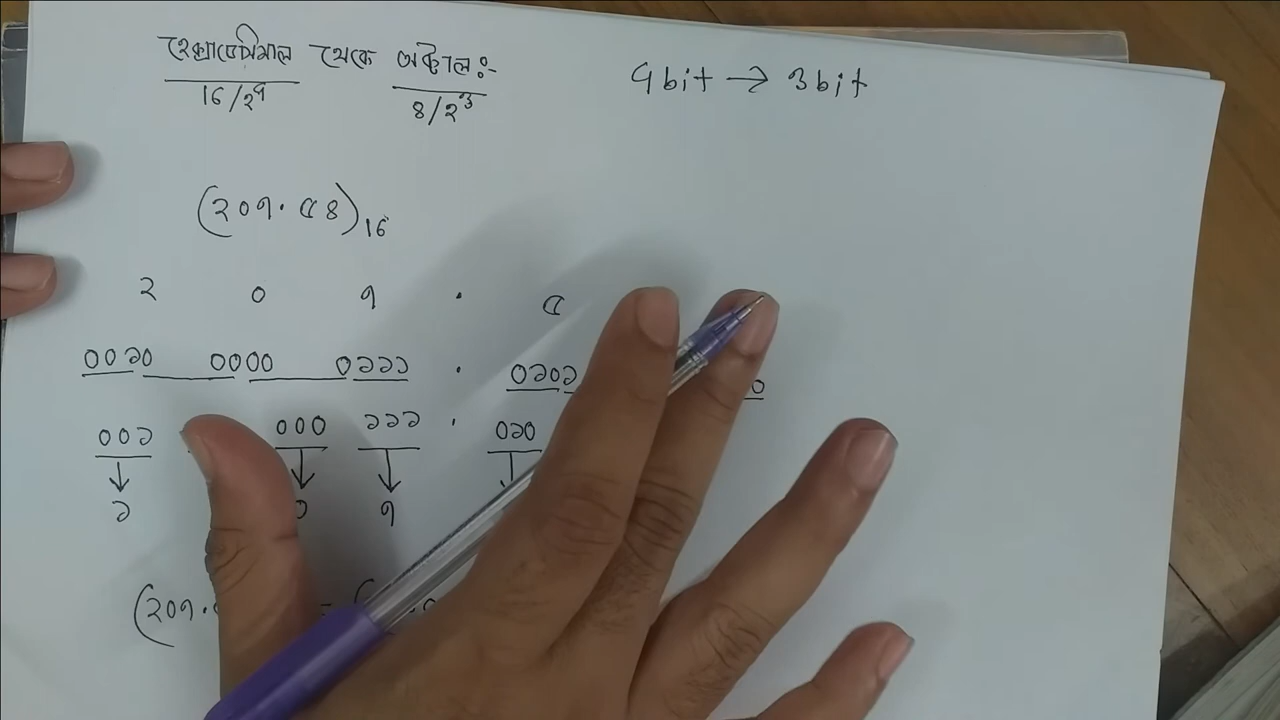 হেক্সাডেসিমাল থেকে অক্টাল:-
16/2⁴ 8/2³
4bit → 3bit
(২০৭.৫৪)₁₆
২ ০ ৭ . ৫
০০১০ ০০০০ ০১১১ . ০১০১ ০
০০১ ০০০ ১১১ . ০১০
↓ ↓ ↓ ↓
১ ০ ৭
(২০৭. = (